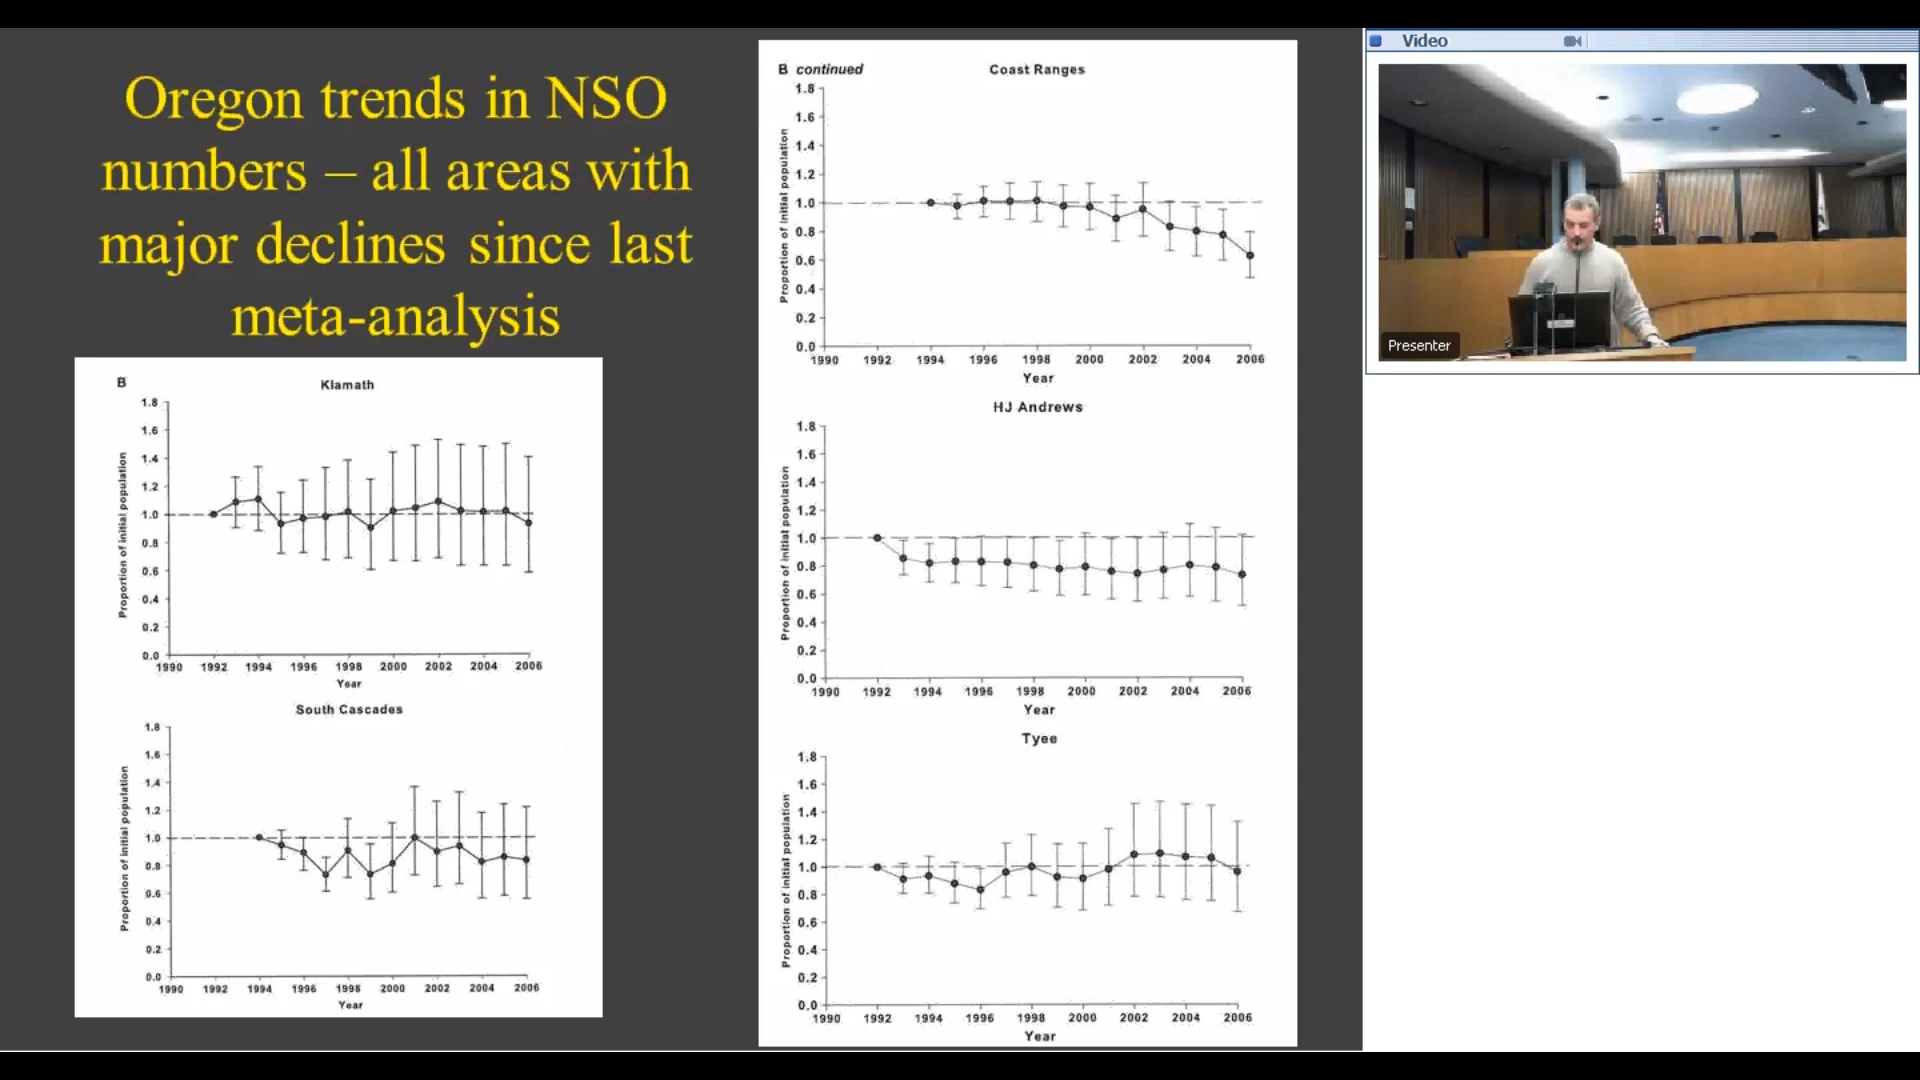 Oregon trends in NSO
numbers – all areas with
major declines since last
meta-analysis
B
Klamath
Proportion of initial population
1.8
1.6
1.4
1.2
1.0
0.8
0.6
0.4
0.2
0.0
1990 1992 1994 1996 1998 2000 2002 2004 2006
Year
South Cascades
Proportion of initial population
1.8
1.6
1.4
1.2
1.0
0.8
0.6
0.4
0.2
0.0
1990 1992 1994 1996 1998 2000 2002 2004 2006
Year
B continued
Coast Ranges
Proportion of initial population
1.8
1.6
1.4
1.2
1.0
0.8
0.6
0.4
0.2
0.0
1990 1992 1994 1996 1998 2000 2002 2004 2006
Year
HJ Andrews
Proportion of initial population
1.8
1.6
1.4
1.2
1.0
0.8
0.6
0.4
0.2
0.0
1990 1992 1994 1996 1998 2000 2002 2004 2006
Year
Tyee
Proportion of initial population
1.8
1.6
1.4
1.2
1.0
0.8
0.6
0.4
0.2
0.0
1990 1992 1994 1996 1998 2000 2002 2004 2006
Year
Video
Presenter